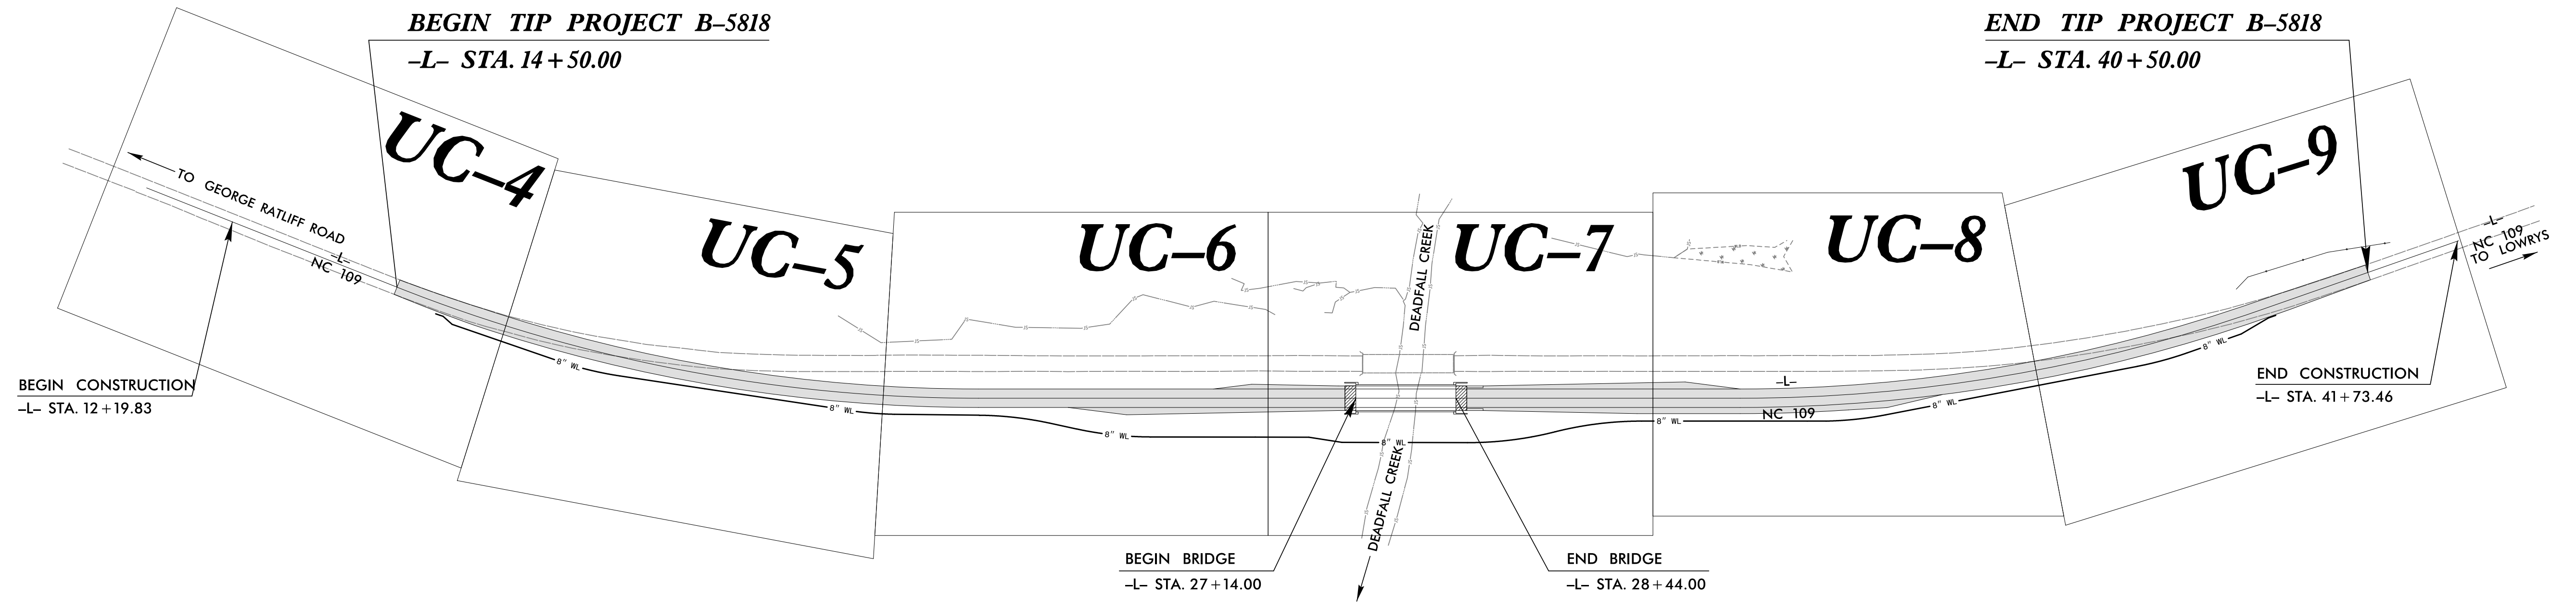 BEGIN TIP PROJECT B–5818
–L– STA. 14+50.00
END TIP PROJECT B–5818
–L– STA. 40+50.00
UC–4
UC–5
UC–6
UC–7
UC–8
UC–9
TO GEORGE RATLIFF ROAD
–L–
NC 109
DEADFALL CREEK
–L–
NC 109
TO LOWRYS
BEGIN CONSTRUCTION
–L– STA. 12+19.83
8" WL
8" WL
8" WL
8" WL
8" WL
8" WL
8" WL
–L–
NC 109
END CONSTRUCTION
–L– STA. 41+73.46
DEADFALL CREEK
BEGIN BRIDGE
–L– STA. 27+14.00
END BRIDGE
–L– STA. 28+44.00